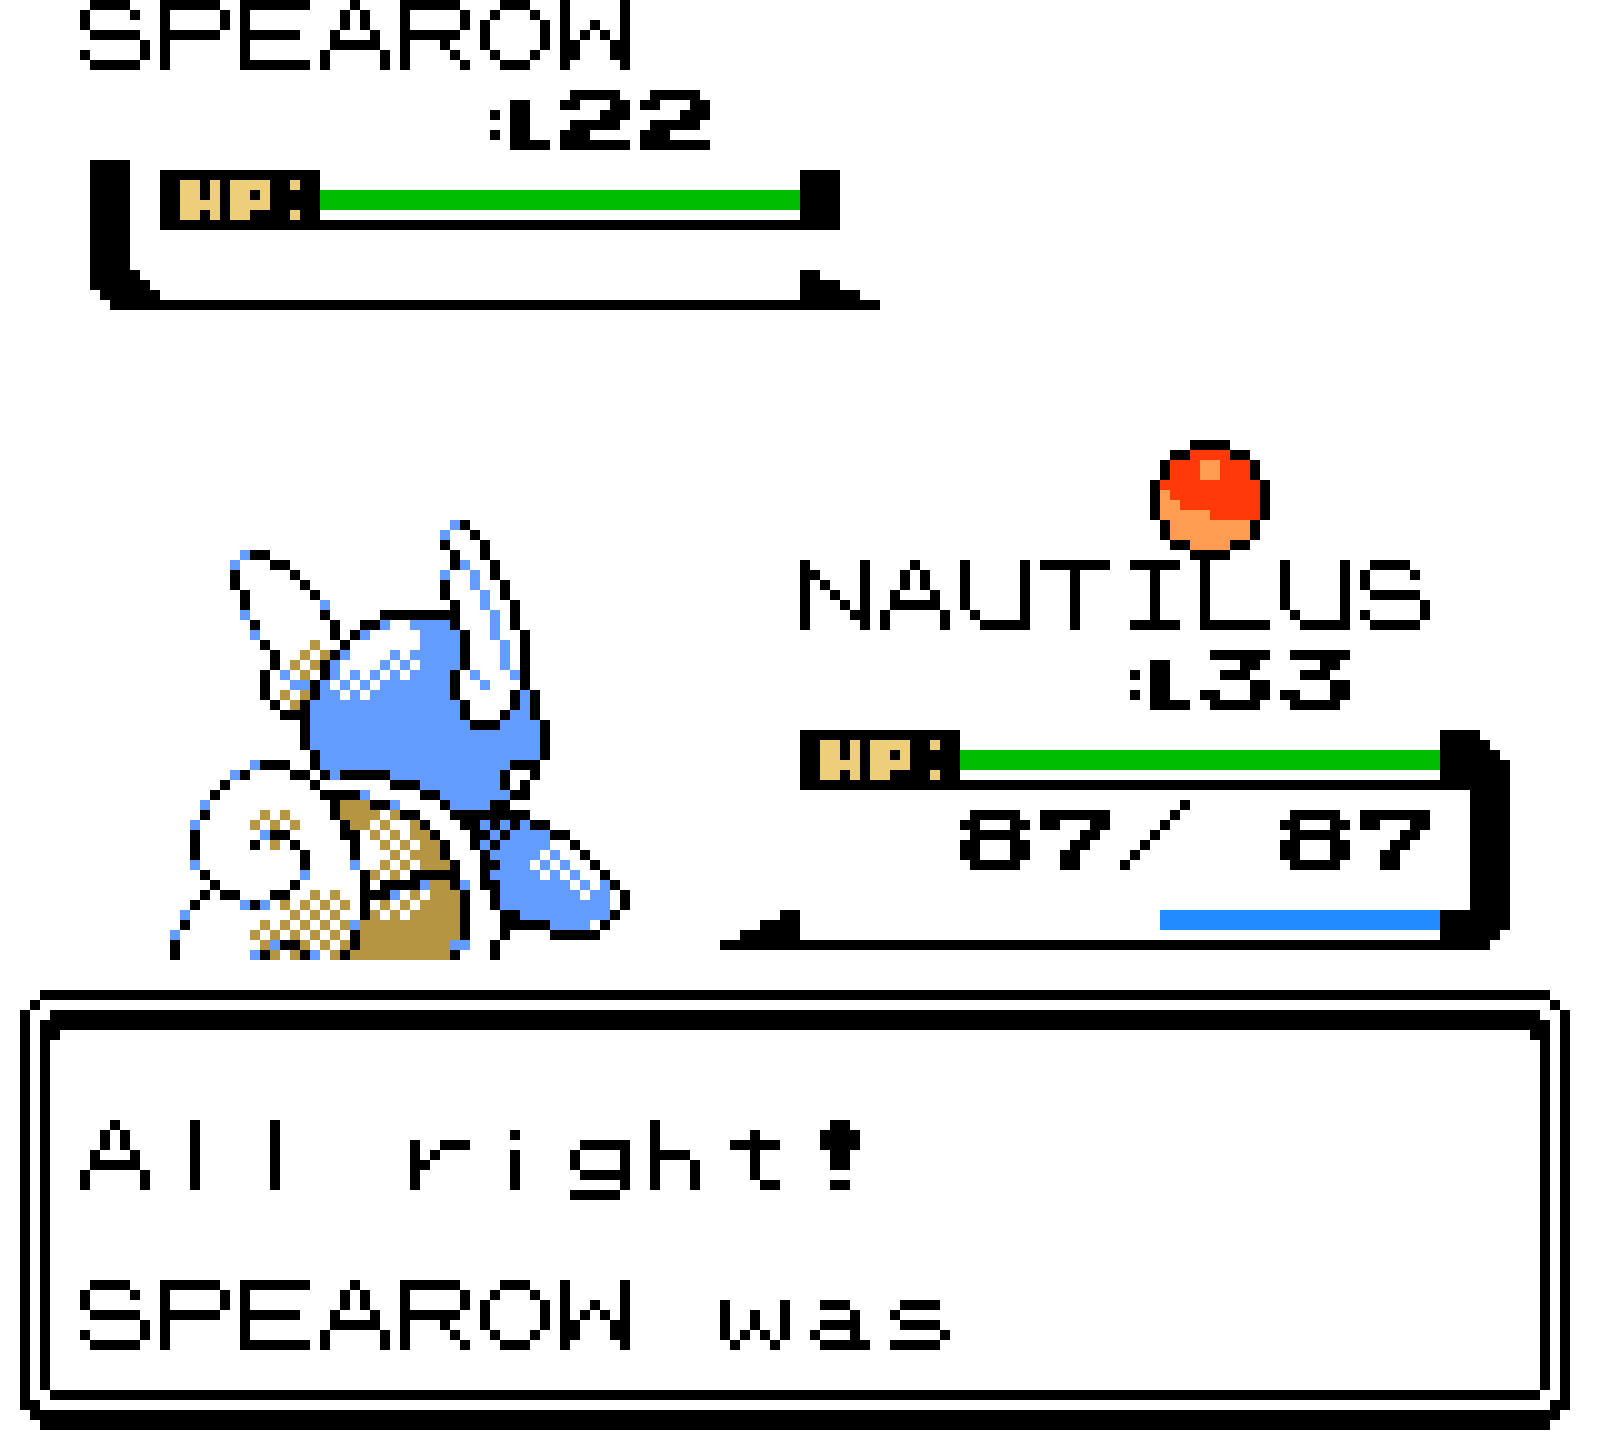 SPEAROW
:L22
HP:
NAUTILUS
:L33
HP:
87/ 87
All right!
SPEAROW was